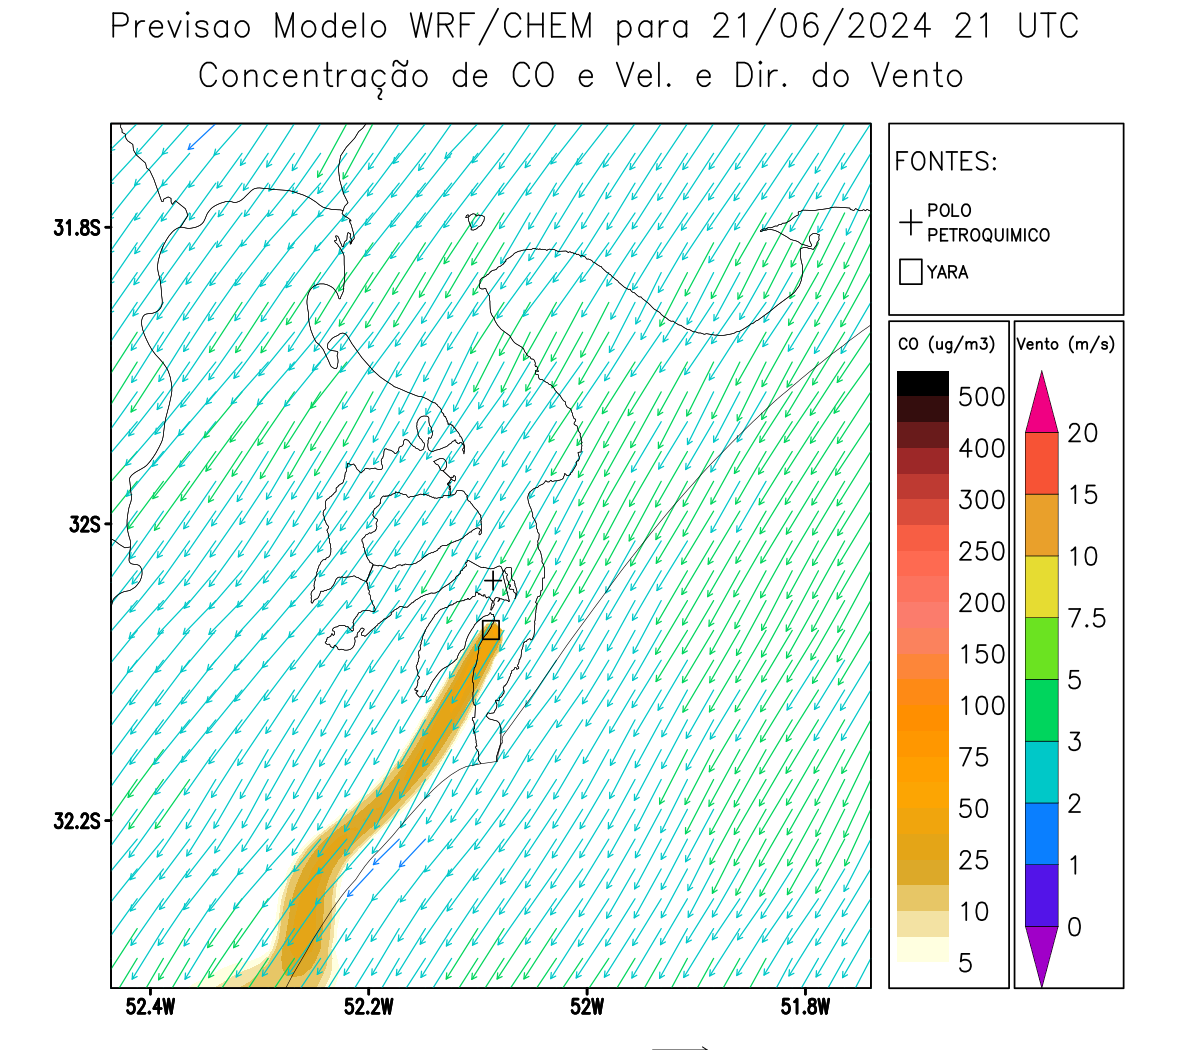 Previsao Modelo WRF/CHEM para 21/06/2024 21 UTC
Concentração de CO e Vel. e Dir. do Vento
FONTES:
POLO
PETROQUIMICO
YARA
CO (ug/m3)
500
400
300
250
200
150
100
75
50
25
10
5
Vento (m/s)
20
15
10
7.5
5
3
2
1
0
31.8S
32S
32.2S
52.4W
52.2W
52W
51.8W